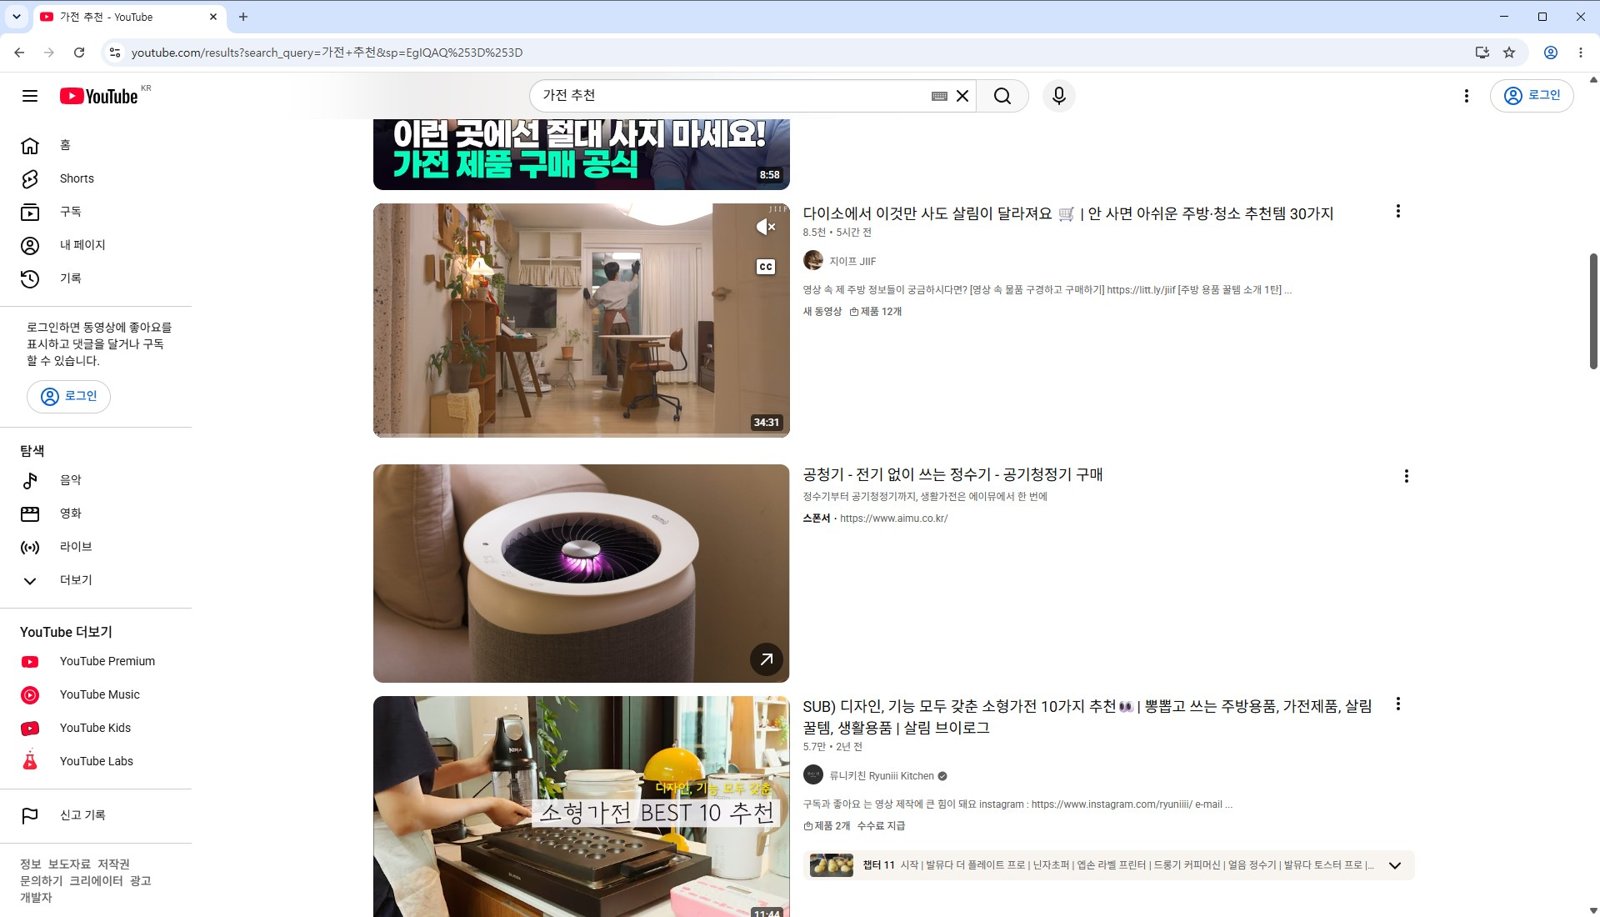 가전 추천 - YouTube
youtube.com/results?search_query=가전+추천&sp=EgIQAQ%253D%253D
YouTube KR
가전 추천
로그인
홈
Shorts
구독
내 페이지
기록
로그인하면 동영상에 좋아요를
표시하고 댓글을 달거나 구독
할 수 있습니다.
로그인
탐색
음악
영화
라이브
더보기
YouTube 더보기
YouTube Premium
YouTube Music
YouTube Kids
YouTube Labs
신고 기록
정보 보도자료 저작권
문의하기 크리에이터 광고
개발자
이런 곳에선 절대 사지 마세요!
가전 제품 구매 공식
8:58
JIIF
CC
34:31
다이소에서 이것만 사도 살림이 달라져요 🛒 | 안 사면 아쉬운 주방·청소 추천템 30가지
8.5천 • 5시간 전
지이프 JIIF
영상 속 제 주방 정보들이 궁금하시다면? [영상 속 물품 구경하고 구매하기] https://litt.ly/jiif [주방 용품 꿀템 소개 1탄] ...
새 동영상 제품 12개
공청기 - 전기 없이 쓰는 정수기 - 공기청정기 구매
정수기부터 공기청정기까지, 생활가전은 에이뮤에서 한 번에
스폰서 · https://www.aimu.co.kr/
NINJA
디자인, 기능 모두 갖춘
소형가전 BEST 10 추천
11:44
SUB) 디자인, 기능 모두 갖춘 소형가전 10가지 추천👀 | 뽕뽑고 쓰는 주방용품, 가전제품, 살림
꿀템, 생활용품 | 살림 브이로그
5.7만 • 2년 전
류니키친 Ryuniii Kitchen
구독과 좋아요 는 영상 제작에 큰 힘이 돼요 instagram : https://www.instagram.com/ryuniiii/ e-mail ...
제품 2개 수수료 지급
챕터 11 시작 | 발뮤다 더 플레이트 프로 | 닌자초퍼 | 엡손 라벨 프린터 | 드롱기 커피머신 | 얼음 정수기 | 발뮤다 토스터 프로 |...